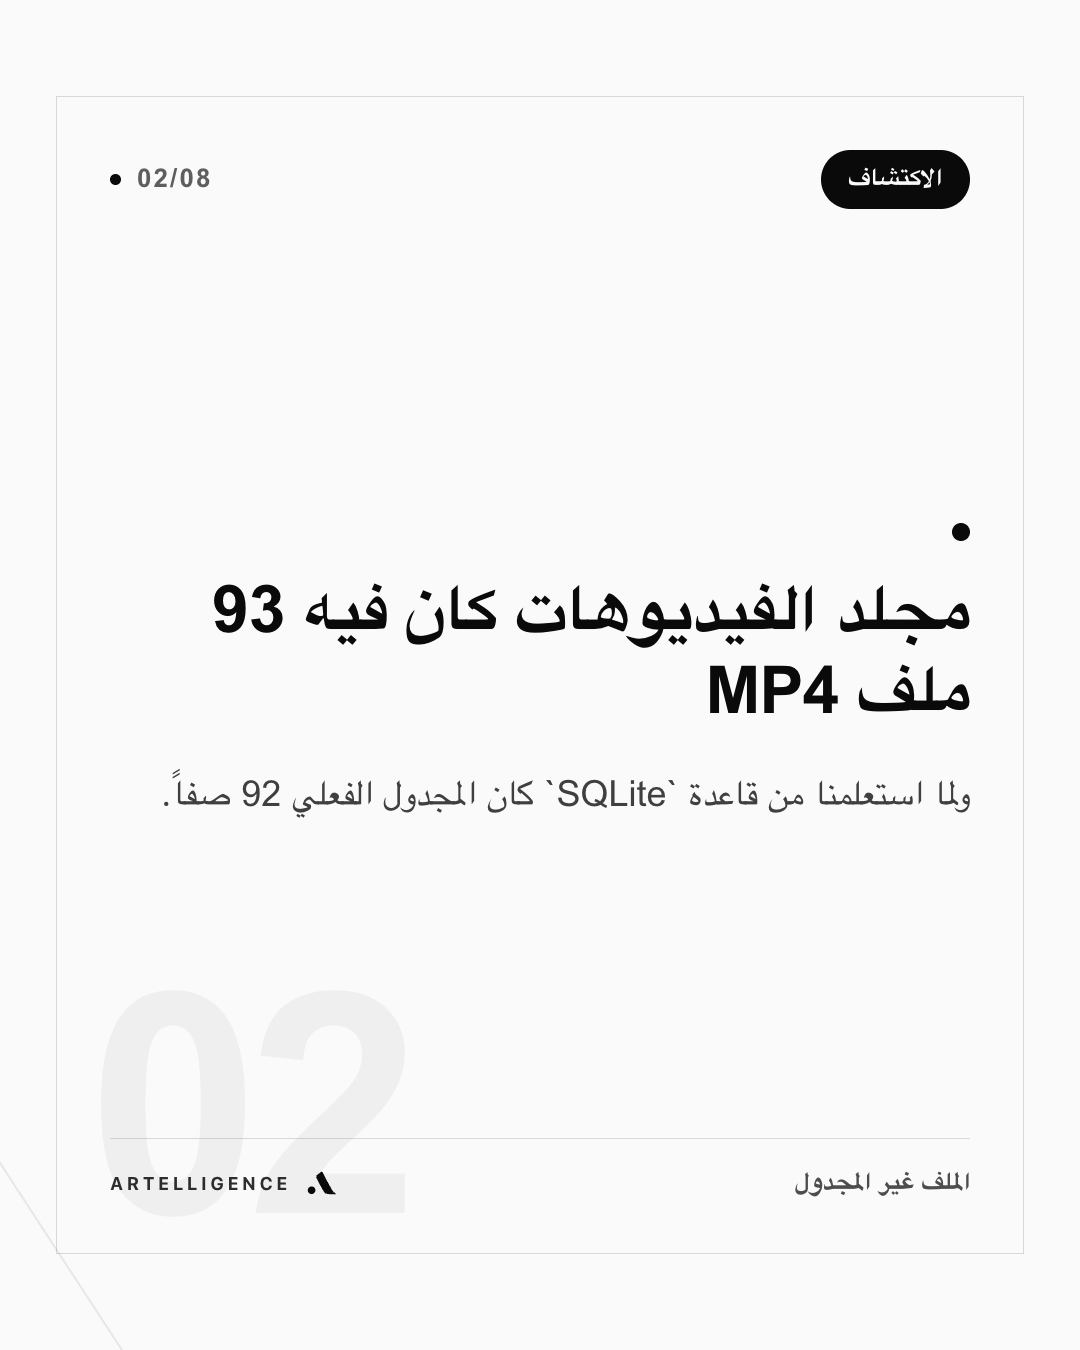 الاكتشاف
02/08
مجلد الفيديوهات كان فيه 93
ملف MP4
ولما استعلمنا من قاعدة `SQLite` كان المجدول الفعلي 92 صفاً.
02
الملف غير المجدول
ARTELLIGENCE